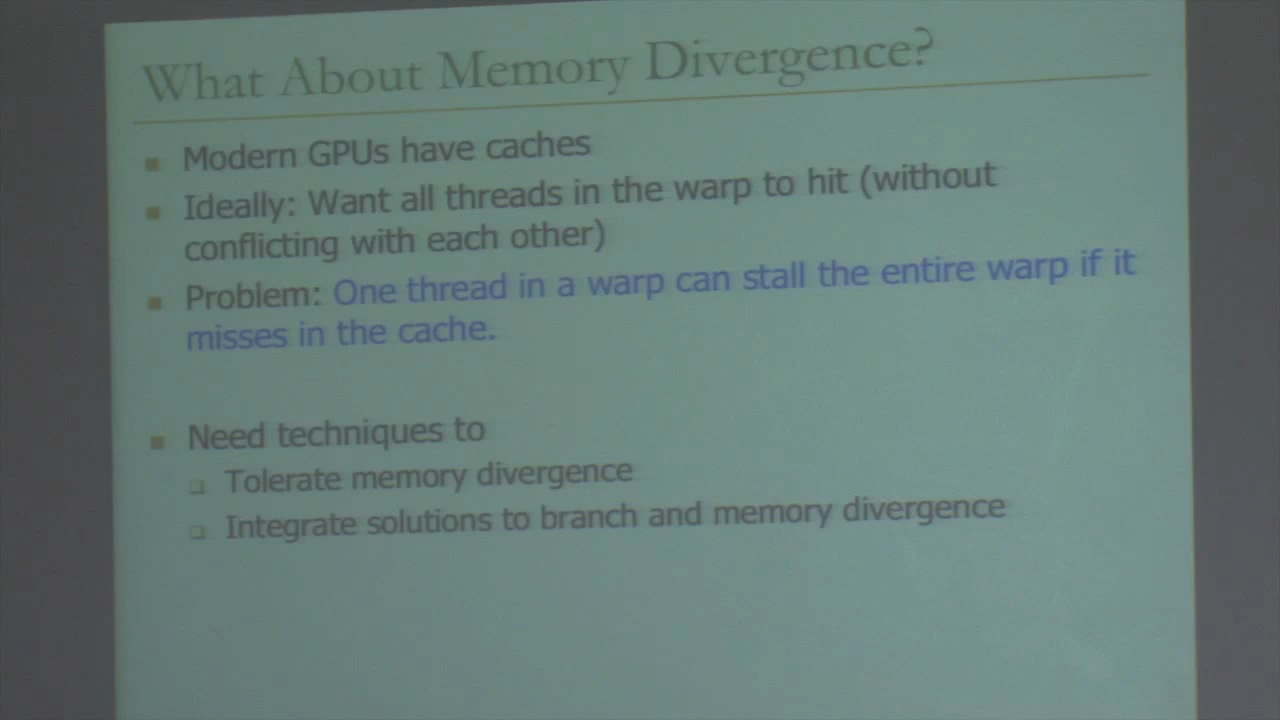 What About Memory Divergence?
Modern GPUs have caches
Ideally: Want all threads in the warp to hit (without
conflicting with each other)
Problem: One thread in a warp can stall the entire warp if it
misses in the cache.
Need techniques to
Tolerate memory divergence
Integrate solutions to branch and memory divergence